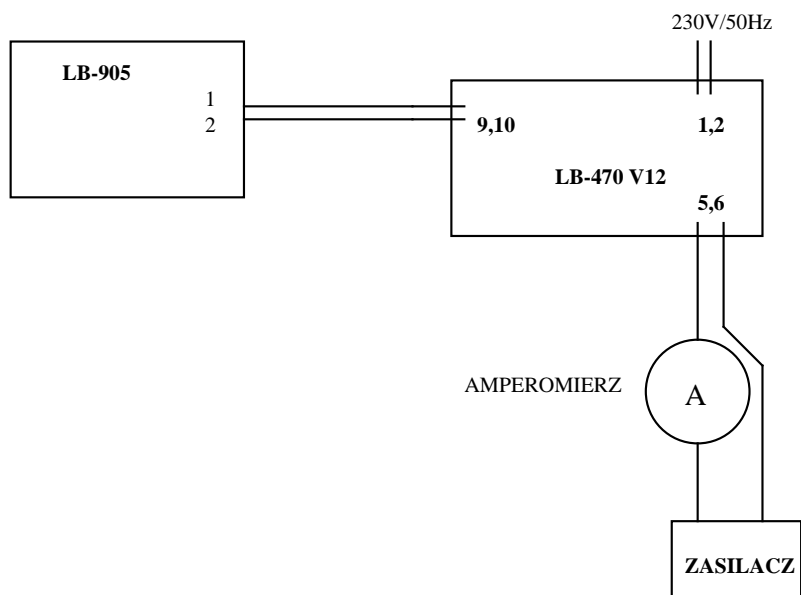 230V/50Hz
LB-905
1
2
9,10
1,2
LB-470 V12
5,6
AMPEROMIERZ
A
ZASILACZ